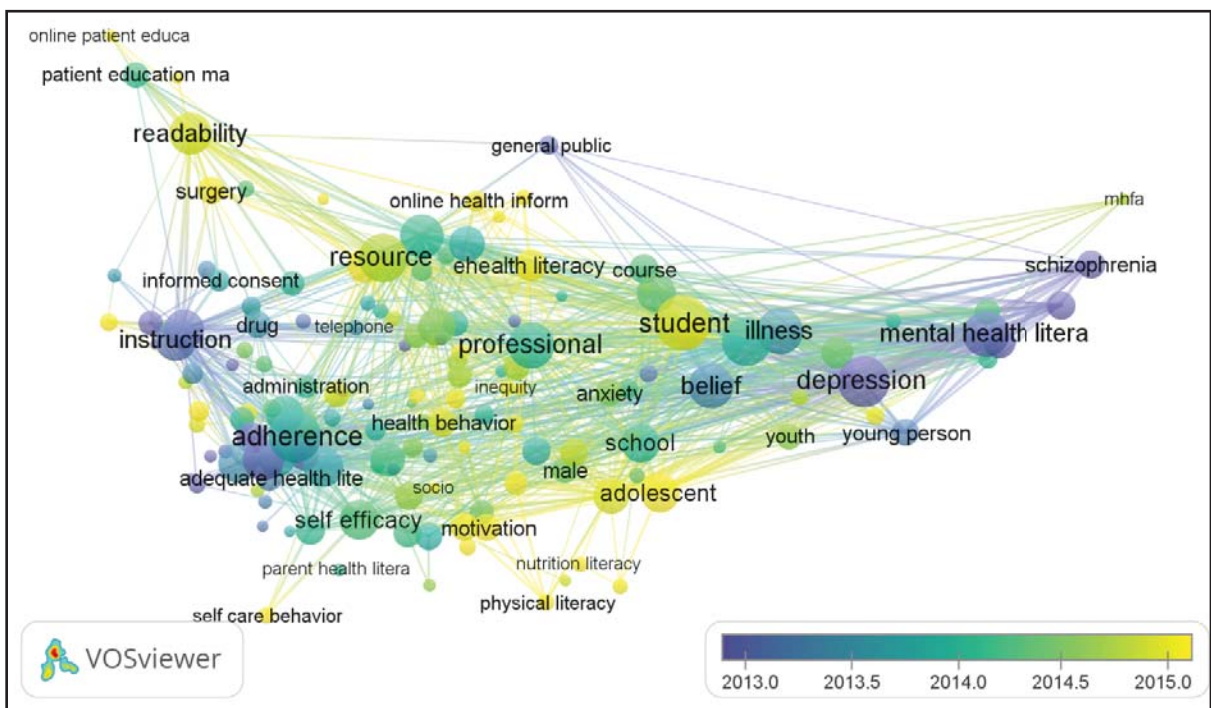 online patient educa
patient education ma
readability
general public
surgery
online health inform
mhfa
resource
ehealth literacy
course
schizophrenia
informed consent
instruction
drug
telephone
professional
student
illness
mental health litera
administration
inequity
anxiety
belief
depression
adherence
health behavior
school
youth
young person
adequate health lite
socio
male
adolescent
self efficacy
motivation
parent health litera
nutrition literacy
self care behavior
physical literacy
VOSviewer
2013.0
2013.5
2014.0
2014.5
2015.0